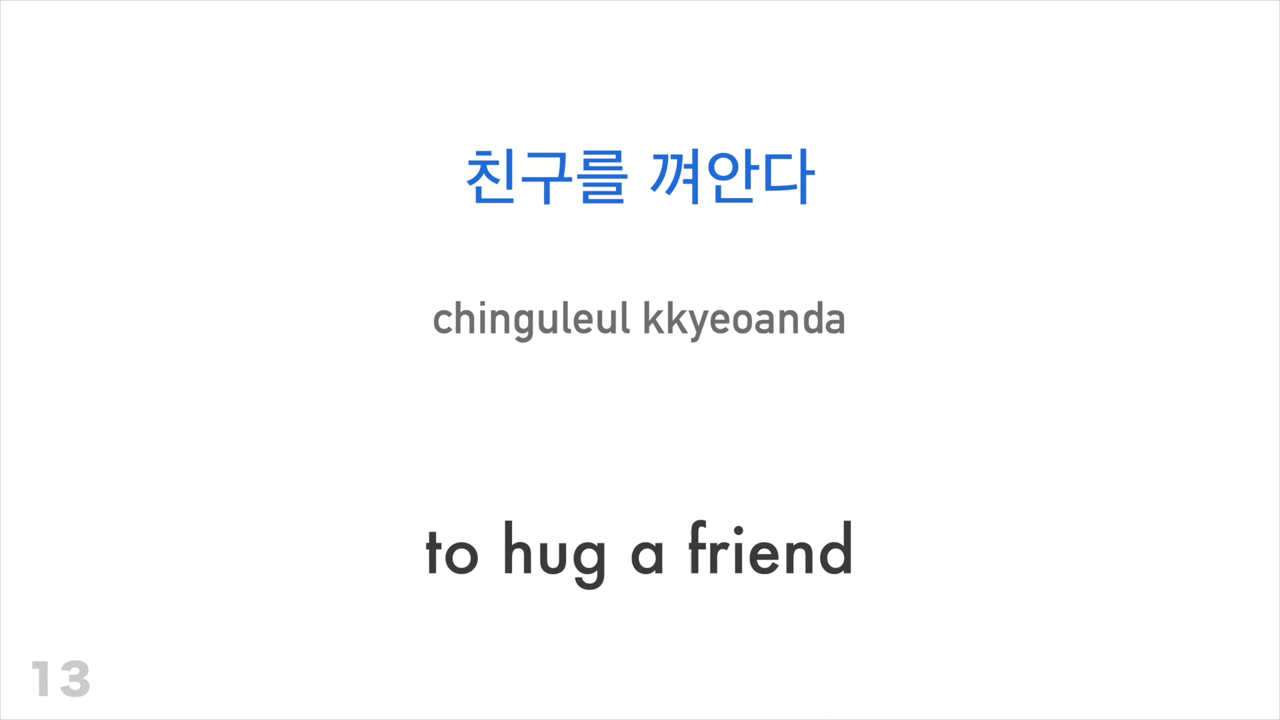 친구를 껴안다
chinguleul kkyeoanda
to hug a friend
13